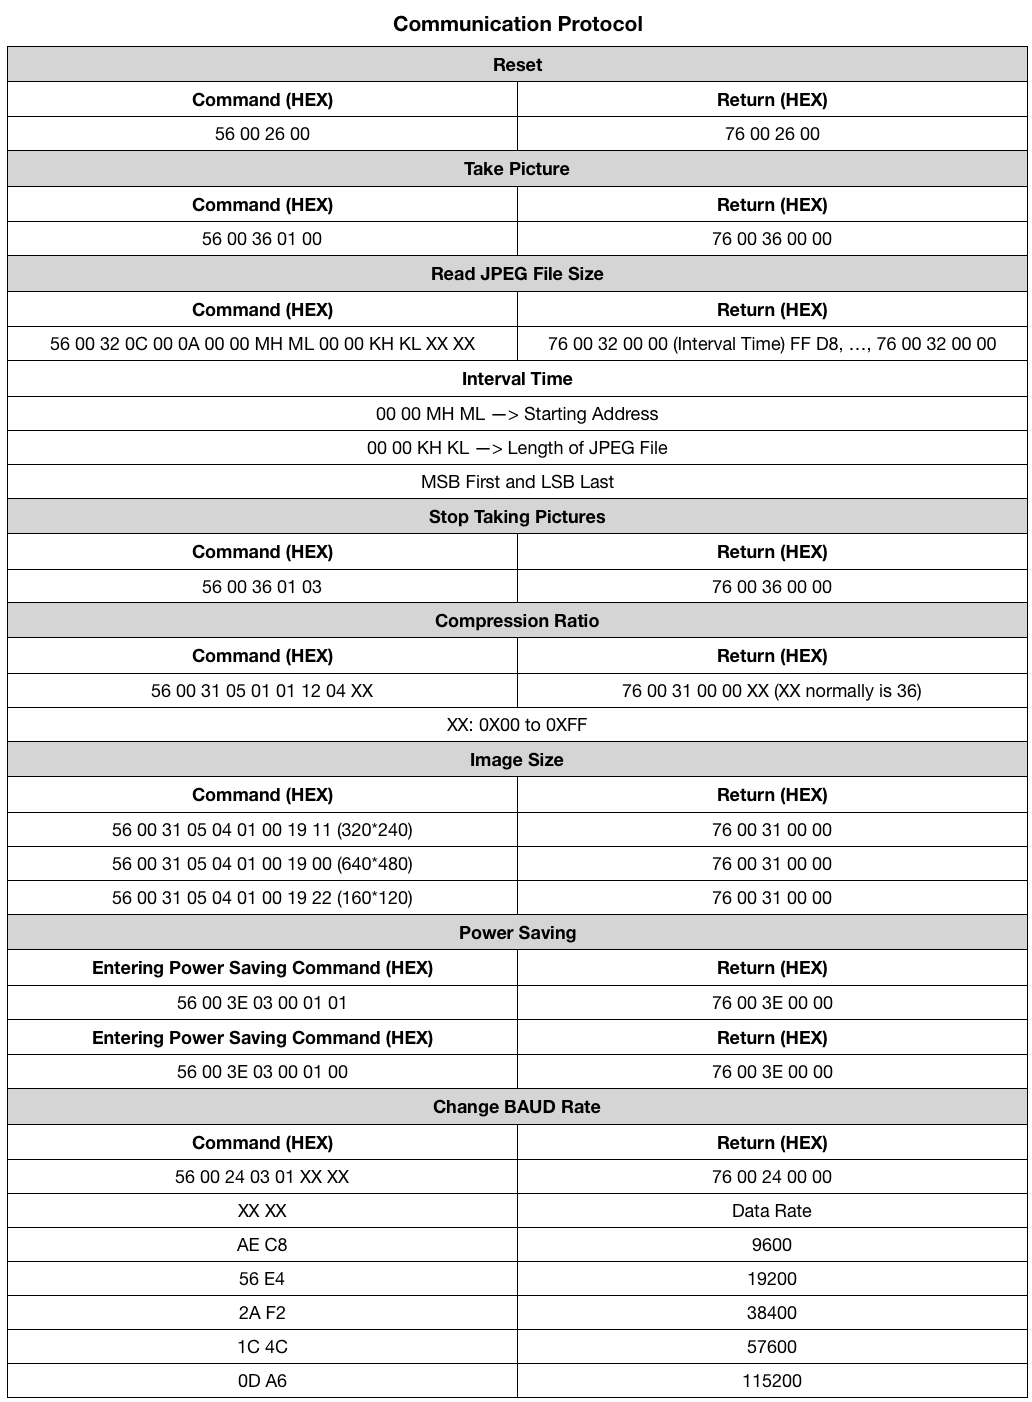 Communication Protocol
Reset
Command (HEX) Return (HEX)
56 00 26 00 76 00 26 00
Take Picture
Command (HEX) Return (HEX)
56 00 36 01 00 76 00 36 00 00
Read JPEG File Size
Command (HEX) Return (HEX)
56 00 32 0C 00 0A 00 00 MH ML 00 00 KH KL XX XX 76 00 32 00 00 (Interval Time) FF D8, …, 76 00 32 00 00
Interval Time
00 00 MH ML —> Starting Address
00 00 KH KL —> Length of JPEG File
MSB First and LSB Last
Stop Taking Pictures
Command (HEX) Return (HEX)
56 00 36 01 03 76 00 36 00 00
Compression Ratio
Command (HEX) Return (HEX)
56 00 31 05 01 01 12 04 XX 76 00 31 00 00 XX (XX normally is 36)
XX: 0X00 to 0XFF
Image Size
Command (HEX) Return (HEX)
56 00 31 05 04 01 00 19 11 (320*240) 76 00 31 00 00
56 00 31 05 04 01 00 19 00 (640*480) 76 00 31 00 00
56 00 31 05 04 01 00 19 22 (160*120) 76 00 31 00 00
Power Saving
Entering Power Saving Command (HEX) Return (HEX)
56 00 3E 03 00 01 01 76 00 3E 00 00
Entering Power Saving Command (HEX) Return (HEX)
56 00 3E 03 00 01 00 76 00 3E 00 00
Change BAUD Rate
Command (HEX) Return (HEX)
56 00 24 03 01 XX XX 76 00 24 00 00
XX XX Data Rate
AE C8 9600
56 E4 19200
2A F2 38400
1C 4C 57600
0D A6 115200